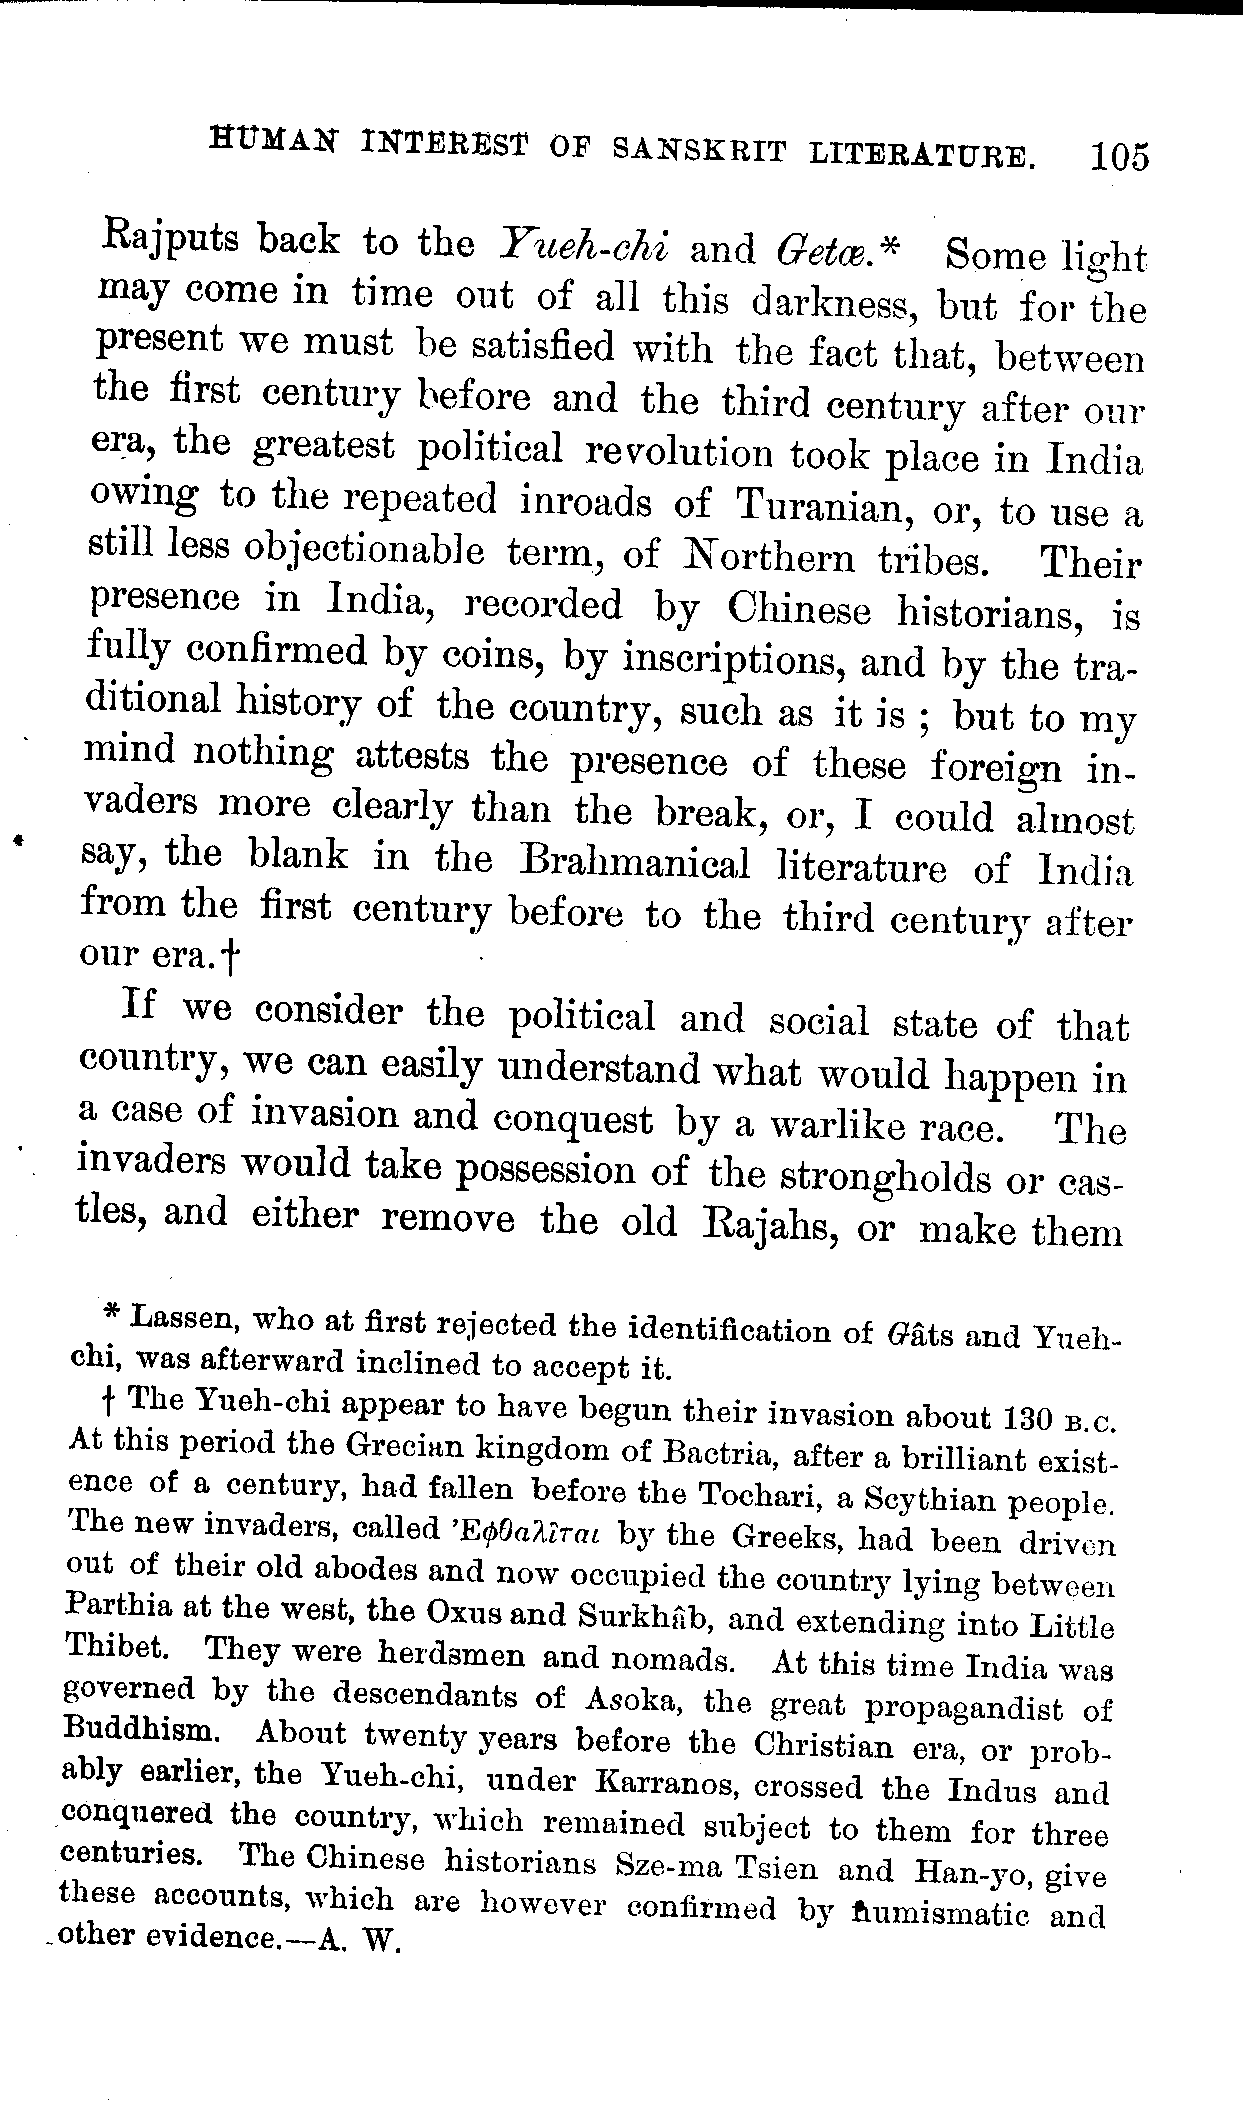 HUMAN INTEREST OF SANSKRIT LITERATURE. 105
Rajputs back to the Yueh-chi and Getæ.* Some light
may come in time out of all this darkness, but for the
present we must be satisfied with the fact that, between
the first century before and the third century after our
era, the greatest political revolution took place in India
owing to the repeated inroads of Turanian, or, to use a
still less objectionable term, of Northern tribes. Their
presence in India, recorded by Chinese historians, is
fully confirmed by coins, by inscriptions, and by the tra-
ditional history of the country, such as it is ; but to my
mind nothing attests the presence of these foreign in-
vaders more clearly than the break, or, I could almost
say, the blank in the Brahmanical literature of India
from the first century before to the third century after
our era.†
If we consider the political and social state of that
country, we can easily understand what would happen in
a case of invasion and conquest by a warlike race. The
invaders would take possession of the strongholds or cas-
tles, and either remove the old Rajahs, or make them
* Lassen, who at first rejected the identification of Gâts and Yueh-
chi, was afterward inclined to accept it.
† The Yueh-chi appear to have begun their invasion about 130 B.C.
At this period the Grecian kingdom of Bactria, after a brilliant exist-
ence of a century, had fallen before the Tochari, a Scythian people.
The new invaders, called ’Εφθαλῖται by the Greeks, had been driven
out of their old abodes and now occupied the country lying between
Parthia at the west, the Oxus and Surkhâb, and extending into Little
Thibet. They were herdsmen and nomads. At this time India was
governed by the descendants of Asoka, the great propagandist of
Buddhism. About twenty years before the Christian era, or prob-
ably earlier, the Yueh-chi, under Karranos, crossed the Indus and
conquered the country, which remained subject to them for three
centuries. The Chinese historians Sze-ma Tsien and Han-yo, give
these accounts, which are however confirmed by numismatic and
other evidence.—A. W.